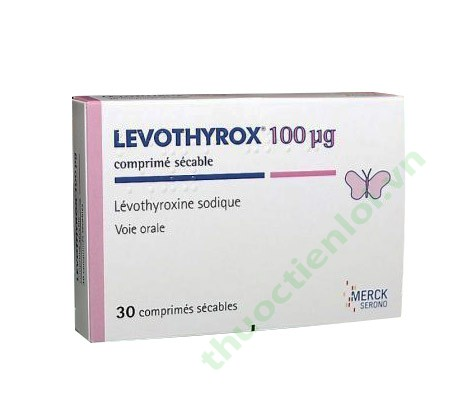 LEVOTHYROX® 100 µg
comprimé sécable
Lévothyroxine sodique
Voie orale
MERCK
SERONO
30 comprimés sécables
thuoctienloi.vn